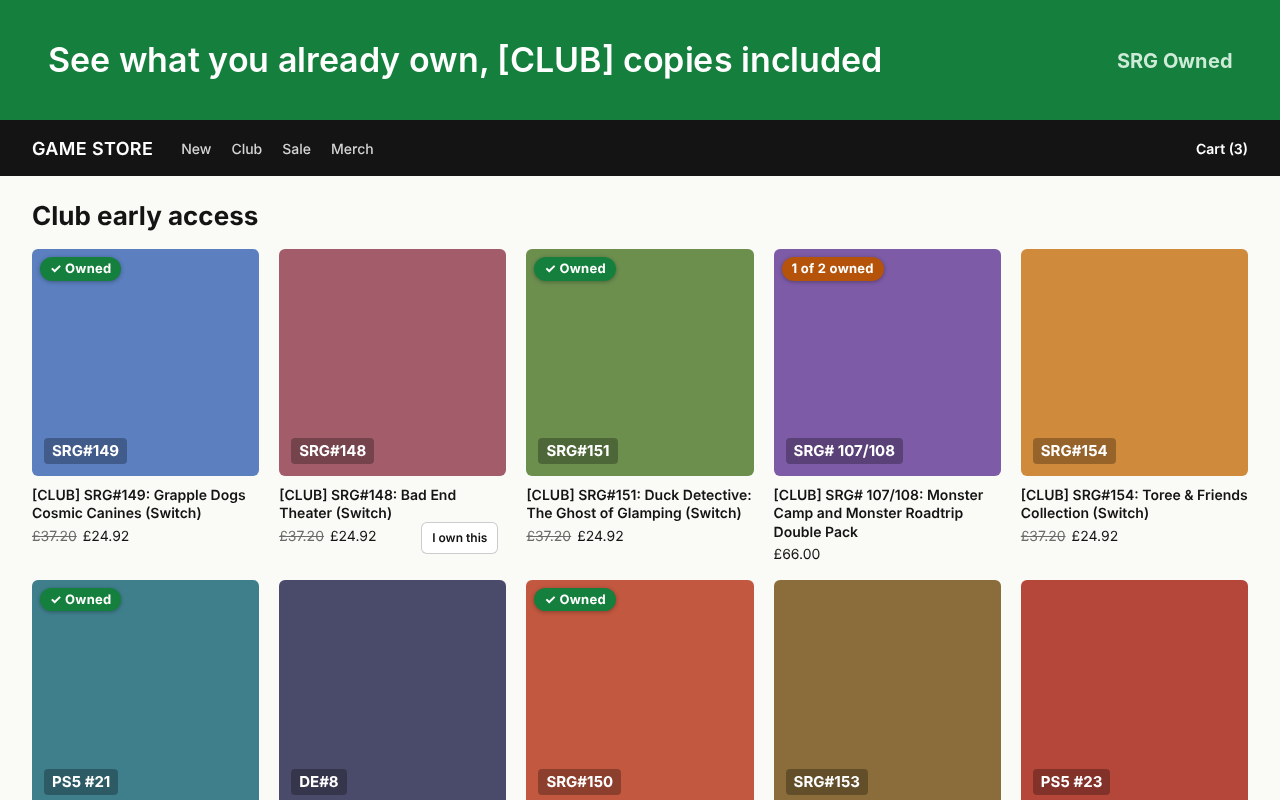 See what you already own, [CLUB] copies included
SRG Owned
GAME STORE
New
Club
Sale
Merch
Cart (3)
Club early access
✓ Owned
SRG#149
[CLUB] SRG#149: Grapple Dogs
Cosmic Canines (Switch)
£37.20 £24.92
SRG#148
[CLUB] SRG#148: Bad End
Theater (Switch)
£37.20 £24.92
I own this
✓ Owned
SRG#151
[CLUB] SRG#151: Duck Detective:
The Ghost of Glamping (Switch)
£37.20 £24.92
1 of 2 owned
SRG# 107/108
[CLUB] SRG# 107/108: Monster
Camp and Monster Roadtrip
Double Pack
£66.00
SRG#154
[CLUB] SRG#154: Toree & Friends
Collection (Switch)
£37.20 £24.92
✓ Owned
PS5 #21
DE#8
✓ Owned
SRG#150
SRG#153
PS5 #23